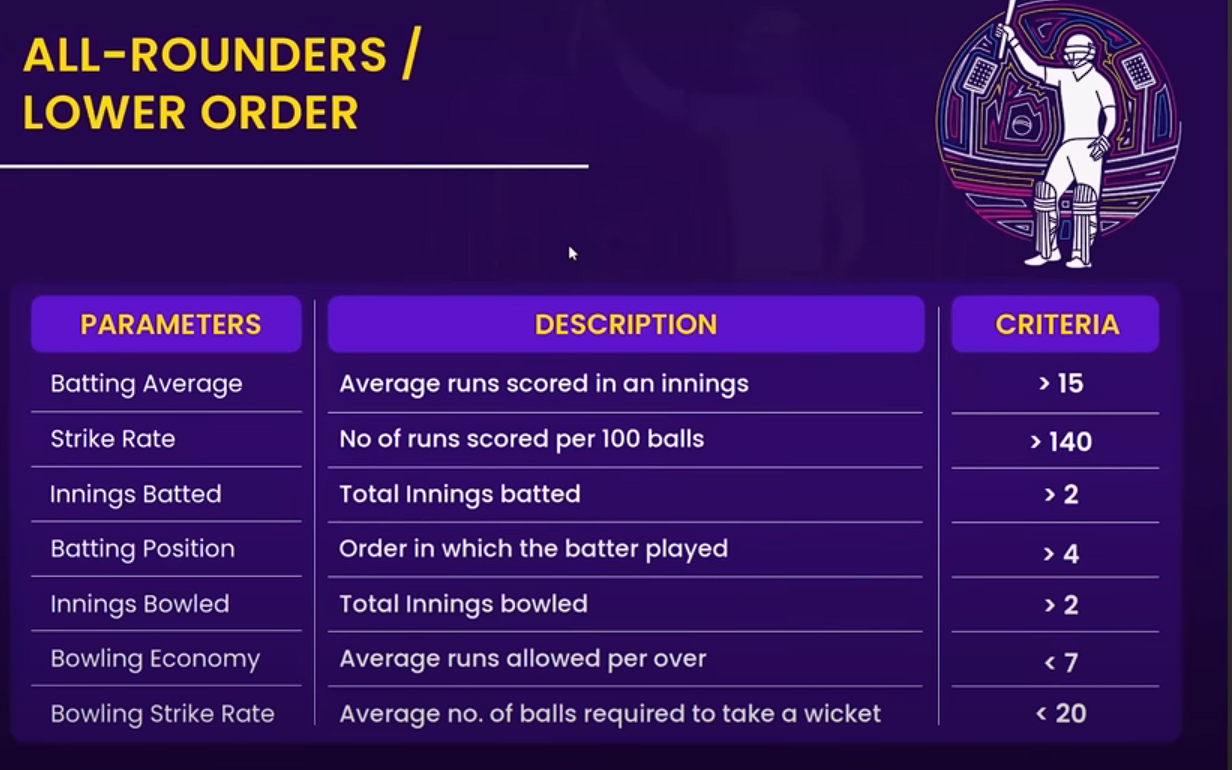 ALL-ROUNDERS /
LOWER ORDER
PARAMETERS DESCRIPTION CRITERIA
Batting Average Average runs scored in an innings > 15
Strike Rate No of runs scored per 100 balls > 140
Innings Batted Total Innings batted > 2
Batting Position Order in which the batter played > 4
Innings Bowled Total Innings bowled > 2
Bowling Economy Average runs allowed per over < 7
Bowling Strike Rate Average no. of balls required to take a wicket < 20